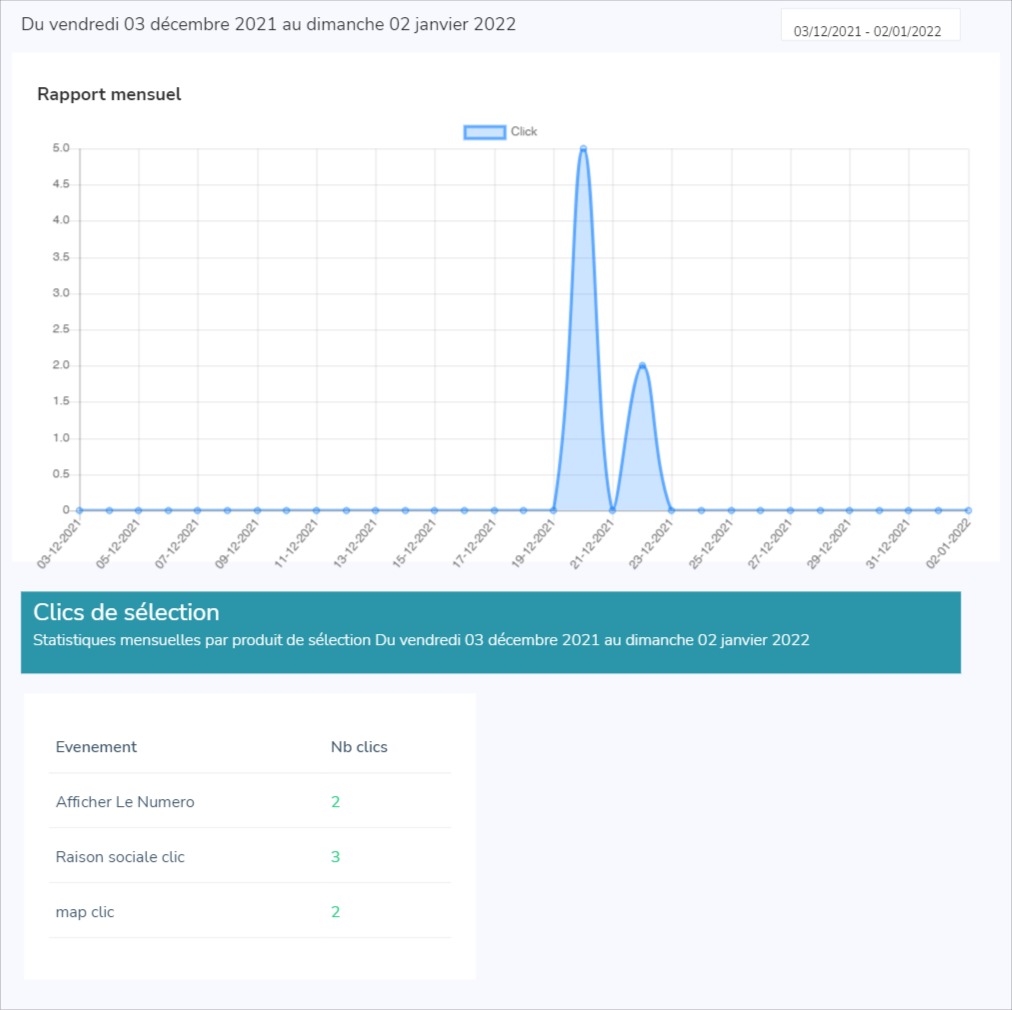 Du vendredi 03 décembre 2021 au dimanche 02 janvier 2022
03/12/2021 - 02/01/2022
Rapport mensuel
Click
5.0
4.5
4.0
3.5
3.0
2.5
2.0
1.5
1.0
0.5
0
03-12-2021
05-12-2021
07-12-2021
09-12-2021
11-12-2021
13-12-2021
15-12-2021
17-12-2021
19-12-2021
21-12-2021
23-12-2021
25-12-2021
27-12-2021
29-12-2021
31-12-2021
02-01-2022
Clics de sélection
Statistiques mensuelles par produit de sélection Du vendredi 03 décembre 2021 au dimanche 02 janvier 2022
Evenement Nb clics
Afficher Le Numero 2
Raison sociale clic 3
map clic 2